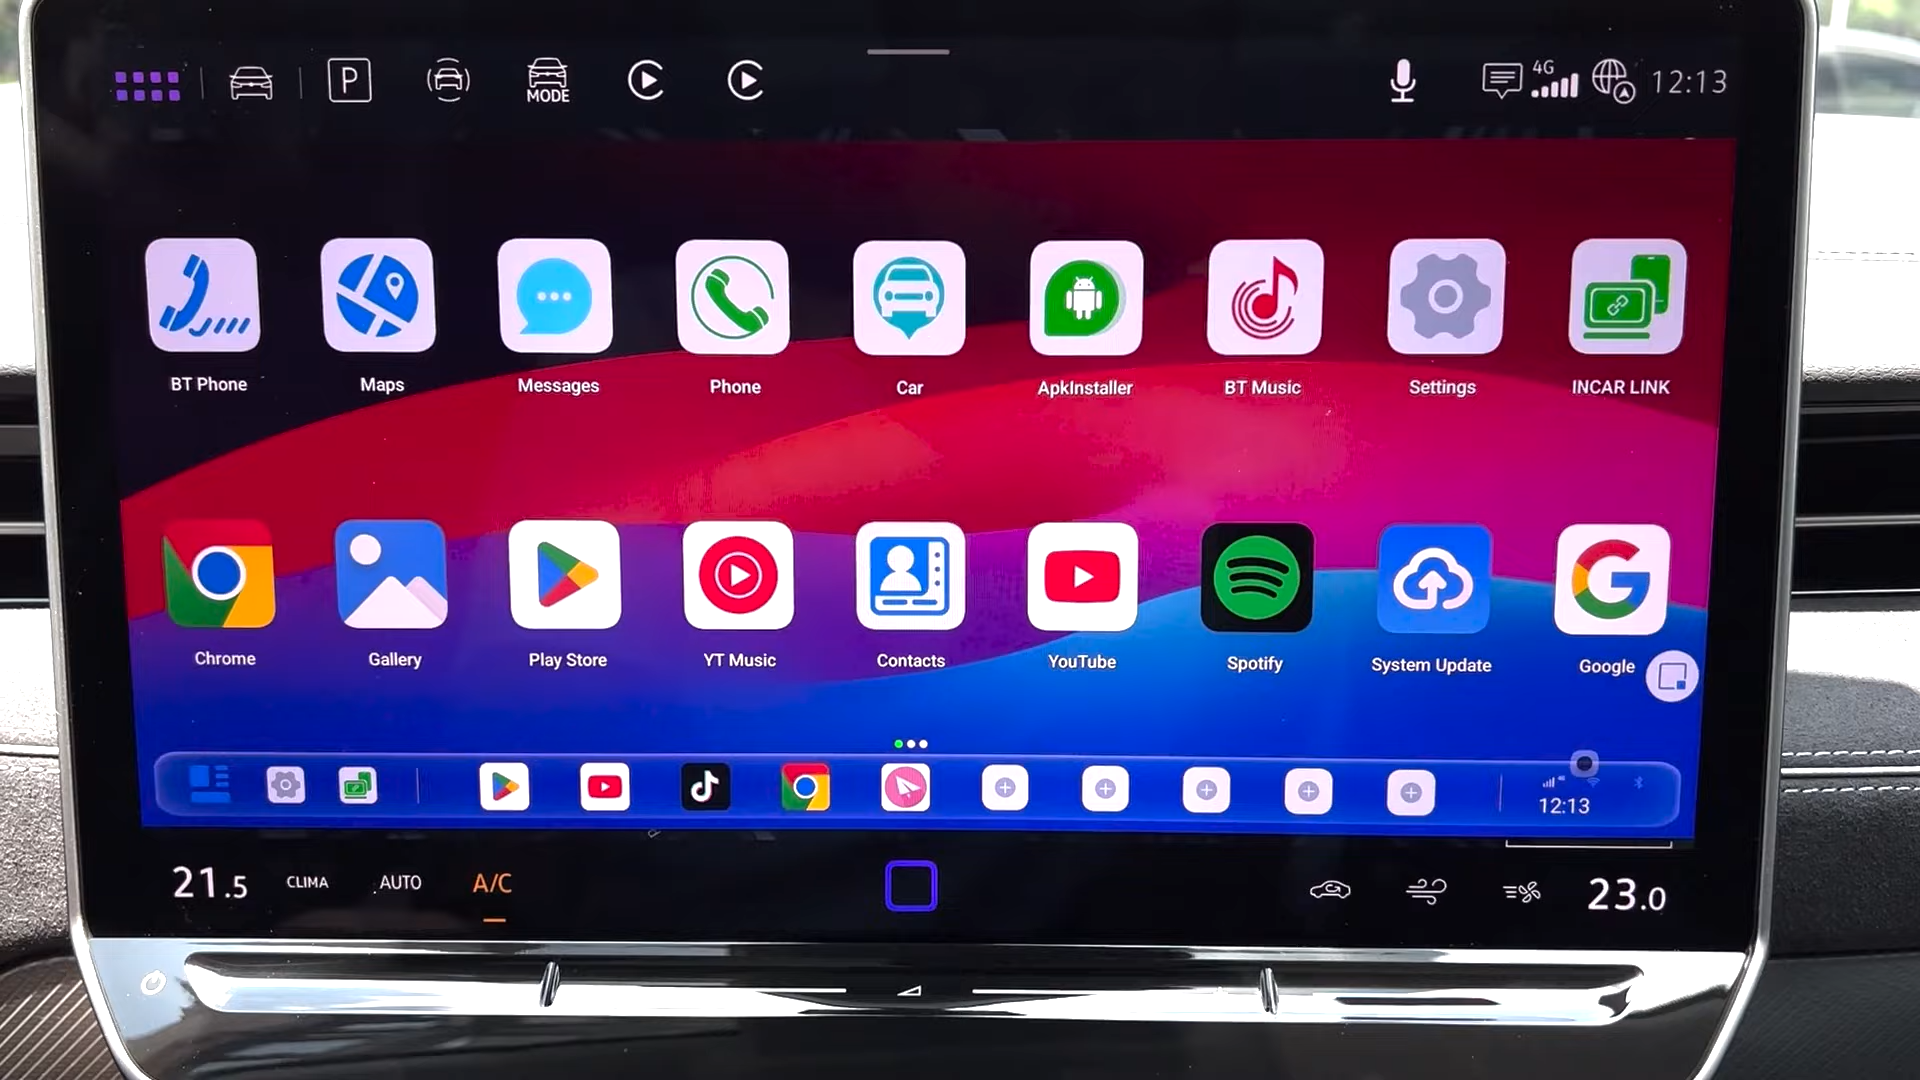 P
MODE
4G
12:13
BT Phone
Maps
Messages
Phone
Car
ApkInstaller
BT Music
Settings
INCAR LINK
Chrome
Gallery
Play Store
YT Music
Contacts
YouTube
Spotify
System Update
Google
12:13
21.5
CLIMA
AUTO
A/C
23.0